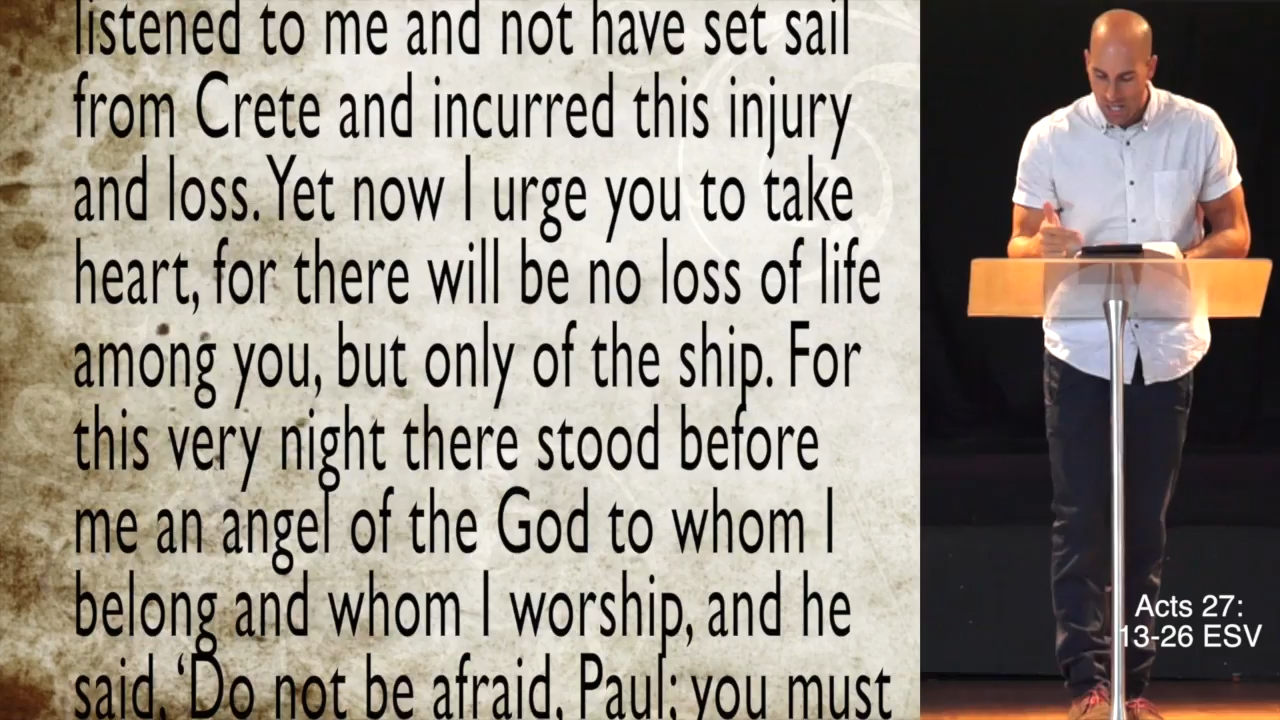 listened to me and not have set sail
from Crete and incurred this injury
and loss. Yet now I urge you to take
heart, for there will be no loss of life
among you, but only of the ship. For
this very night there stood before
me an angel of the God to whom I
belong and whom I worship, and he
said, ‘Do not be afraid, Paul; you must
Acts 27:
13-26 ESV